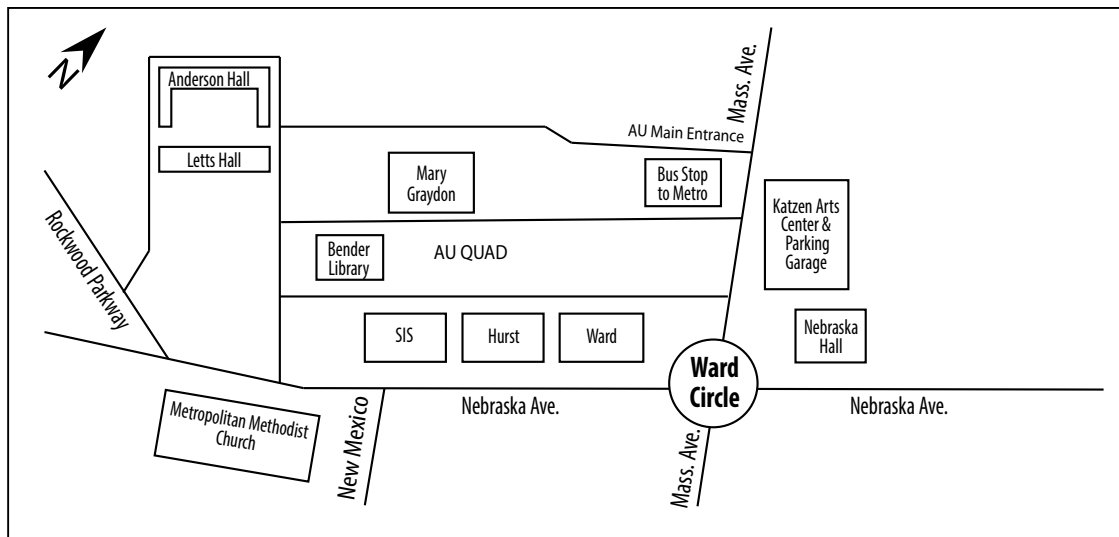 N
Anderson Hall
Letts Hall
Mary
Graydon
AU Main Entrance
Mass. Ave.
Bus Stop
to Metro
Katzen Arts
Center &
Parking
Garage
Rockwood Parkway
Bender
Library
AU QUAD
SIS
Hurst
Ward
Nebraska
Hall
Ward
Circle
Metropolitan Methodist
Church
New Mexico
Nebraska Ave.
Mass. Ave.
Nebraska Ave.